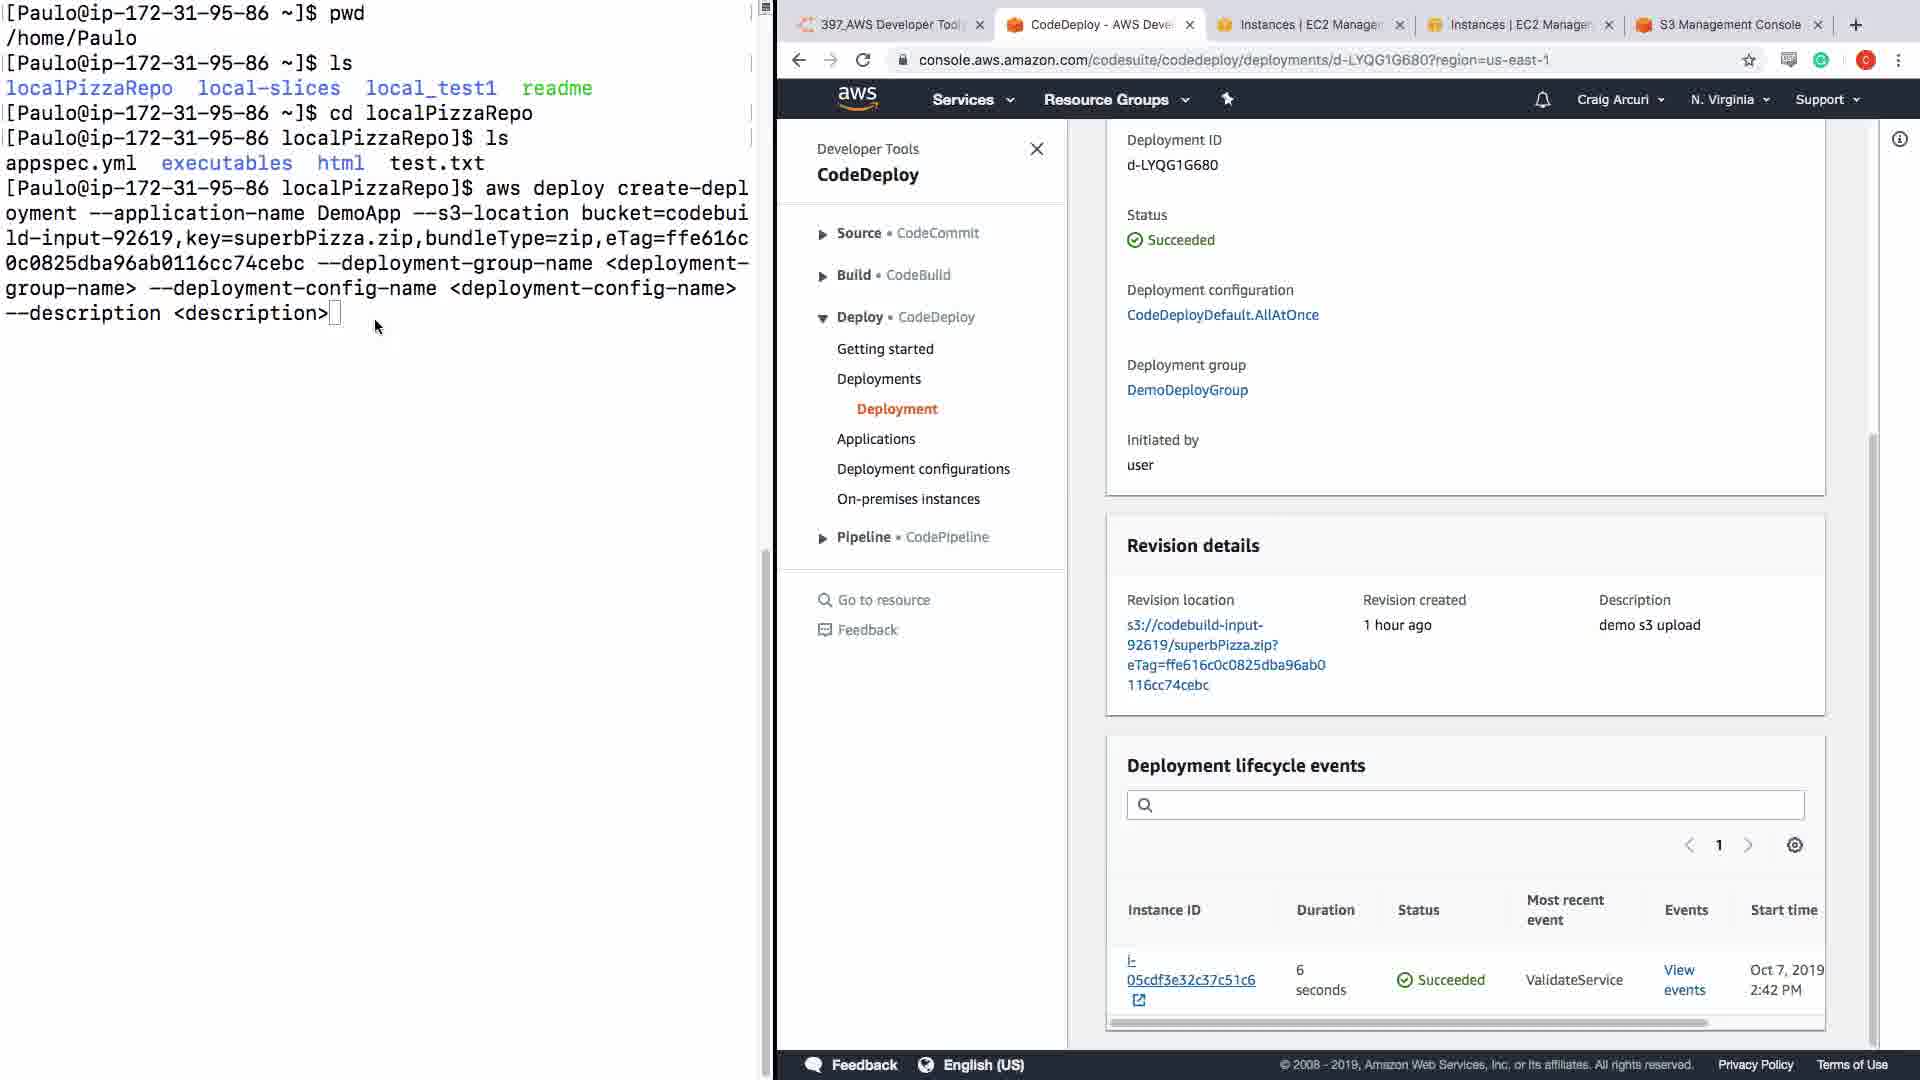 [Paulo@ip-172-31-95-86 ~]$ pwd
/home/Paulo
[Paulo@ip-172-31-95-86 ~]$ ls
localPizzaRepo  local-slices  local_test1  readme
[Paulo@ip-172-31-95-86 ~]$ cd localPizzaRepo
[Paulo@ip-172-31-95-86 localPizzaRepo]$ ls
appspec.yml  executables  html  test.txt
[Paulo@ip-172-31-95-86 localPizzaRepo]$ aws deploy create-depl
oyment --application-name DemoApp --s3-location bucket=codebui
ld-input-92619,key=superbPizza.zip,bundleType=zip,eTag=ffe616c
0c0825dba96ab0116cc74cebc --deployment-group-name <deployment-
group-name> --deployment-config-name <deployment-config-name>
--description <description>
397_AWS Developer Tool
CodeDeploy - AWS Deve
Instances | EC2 Manage
Instances | EC2 Manage
S3 Management Console
console.aws.amazon.com/codesuite/codedeploy/deployments/d-LYQG1G680?region=us-east-1
C
aws
Services
Resource Groups
Craig Arcuri
N. Virginia
Support
Developer Tools
CodeDeploy
Source • CodeCommit
Build • CodeBuild
Deploy • CodeDeploy
Getting started
Deployments
Deployment
Applications
Deployment configurations
On-premises instances
Pipeline • CodePipeline
Go to resource
Feedback
Deployment ID
d-LYQG1G680
Status
Succeeded
Deployment configuration
CodeDeployDefault.AllAtOnce
Deployment group
DemoDeployGroup
Initiated by
user
Revision details
Revision location
s3://codebuild-input-
92619/superbPizza.zip?
eTag=ffe616c0c0825dba96ab0
116cc74cebc
Revision created
1 hour ago
Description
demo s3 upload
Deployment lifecycle events
1
Instance ID
Duration
Status
Most recent
event
Events
Start time
i-
05cdf3e32c37c51c6
6
seconds
Succeeded
ValidateService
View
events
Oct 7, 2019
2:42 PM
Feedback
English (US)
© 2008 - 2019, Amazon Web Services, Inc. or its affiliates. All rights reserved.
Privacy Policy
Terms of Use